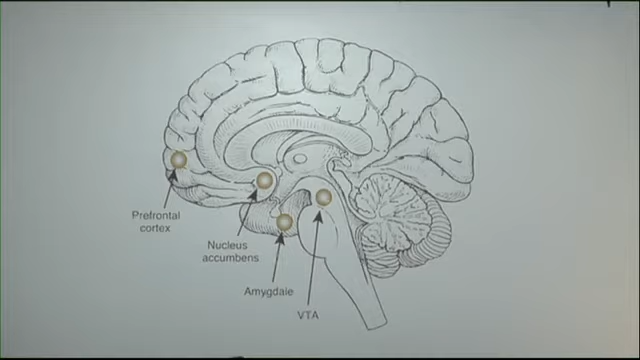 Prefrontal
cortex
Nucleus
accumbens
Amygdale
VTA